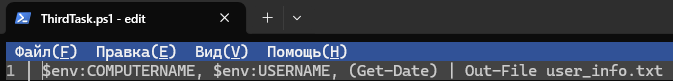 ThirdTask.ps1 - edit
Файл(F) Правка(E) Вид(V) Помощь(H)
1 $env:COMPUTERNAME, $env:USERNAME, (Get-Date) | Out-File user_info.txt